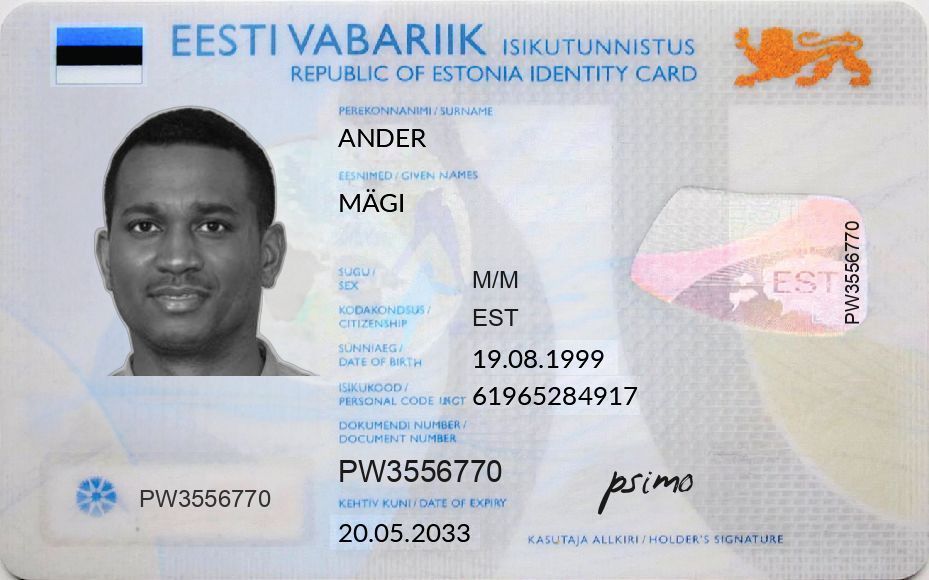 EESTI VABARIIK ISIKUTUNNISTUS
REPUBLIC OF ESTONIA IDENTITY CARD
PEREKONNANIMI / SURNAME
ANDER
EESNIMED / GIVEN NAMES
MÄGI
SUGU /
SEX
M/M
KODAKONDSUS /
CITIZENSHIP
EST
SÜNNIAEG /
DATE OF BIRTH
19.08.1999
ISIKUKOOD /
PERSONAL CODE
61965284917
DOKUMENDI NUMBER /
DOCUMENT NUMBER
PW3556770
KEHTIV KUNI / DATE OF EXPIRY
20.05.2033
PW3556770
EST
PW3556770
psimo
KASUTAJA ALLKIRI / HOLDER'S SIGNATURE